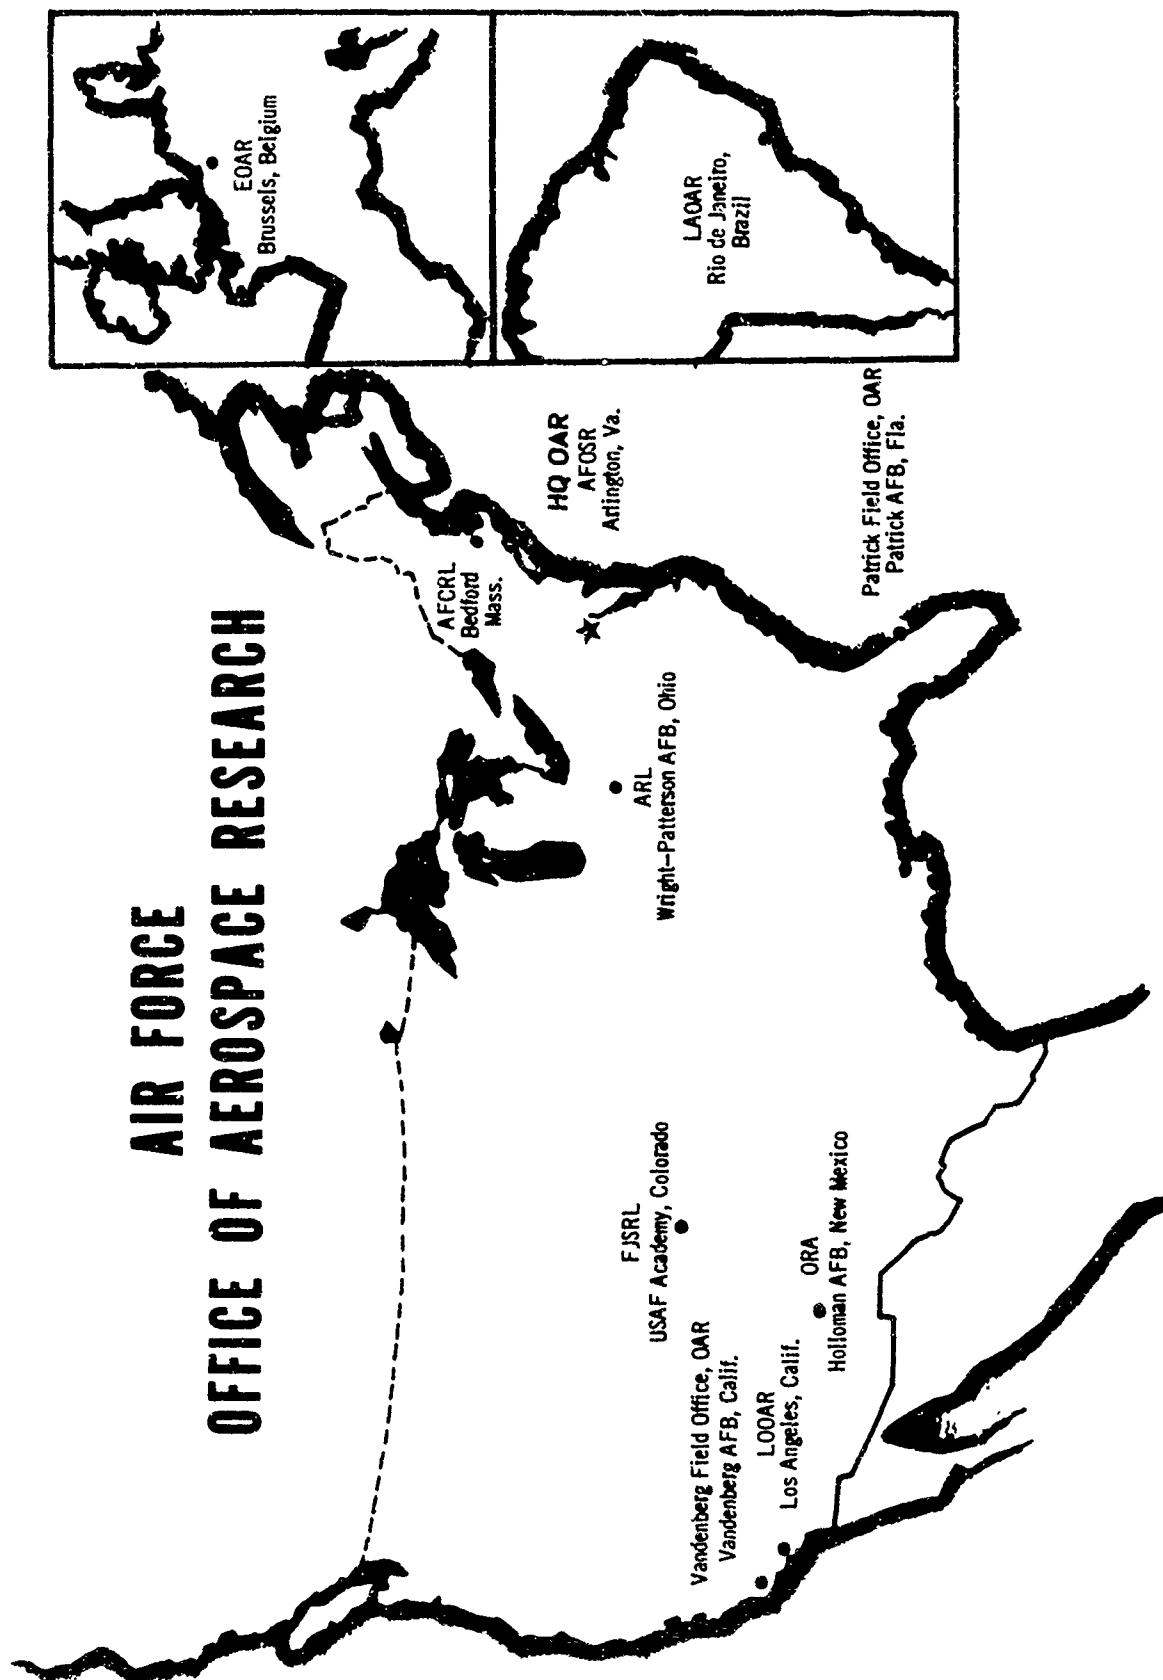 AIR FORCE
OFFICE OF AEROSPACE RESEARCH
EOAR
Brussels, Belgium
LAOAR
Rio de Janeiro,
Brazil
AFCRL
Bedford
Mass.
HQ OAR
AFOSR
Arlington, Va.
ARL
Wright-Patterson AFB, Ohio
Patrick Field Office, OAR
Patrick AFB, Fla.
FJSRL
USAF Academy, Colorado
Vandenberg Field Office, OAR
Vandenberg AFB, Calif.
LOOAR
Los Angeles, Calif.
ORA
Holloman AFB, New Mexico